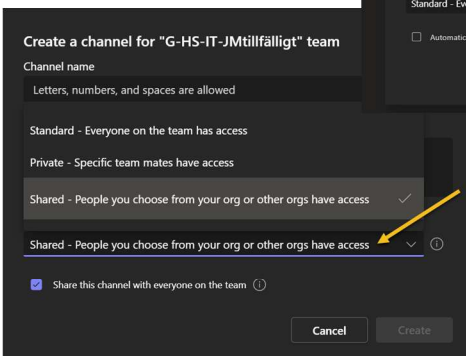 Standard - Ev
Automatic
Create a channel for "G-HS-IT-JMtillfälligt" team
Channel name
Letters, numbers, and spaces are allowed
Standard - Everyone on the team has access
Private - Specific team mates have access
Shared - People you choose from your org or other orgs have access
Shared - People you choose from your org or other orgs have access
Share this channel with everyone on the team
Cancel
Create